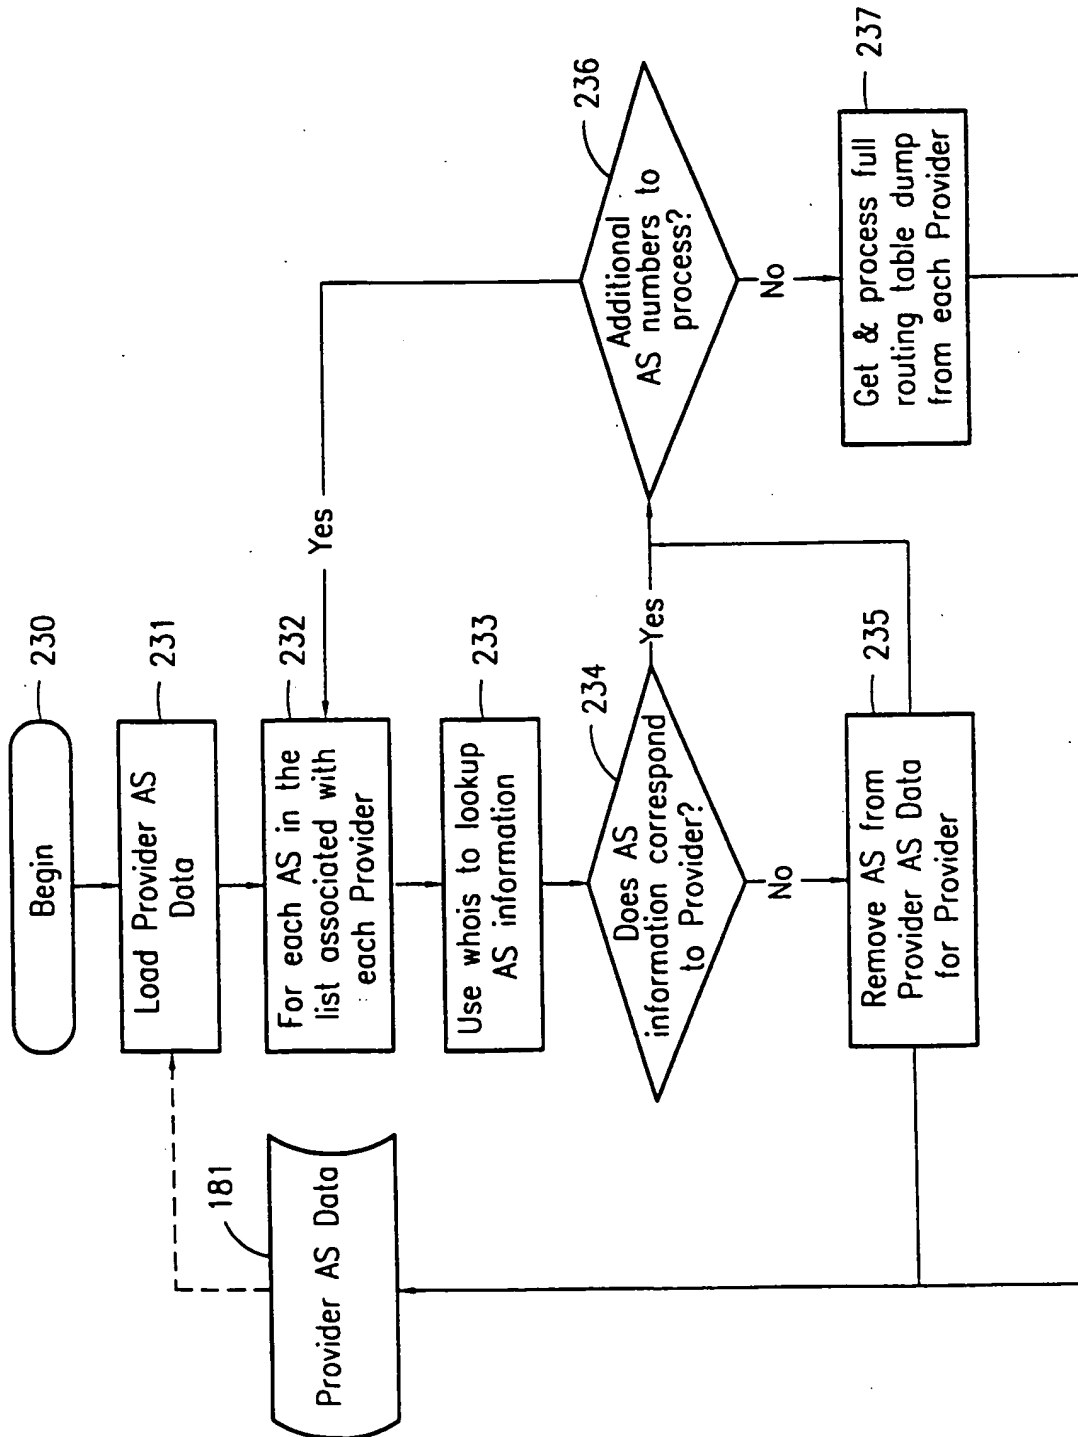 Begin
230
Load Provider AS
Data
231
For each AS in the
list associated with
each Provider
232
Use whois to lookup
AS information
233
Does AS
information correspond
to Provider?
234
Yes
No
Remove AS from
Provider AS Data
for Provider
235
Additional
AS numbers to
process?
236
Yes
No
Get & process full
routing table dump
from each Provider
237
Provider AS Data
181